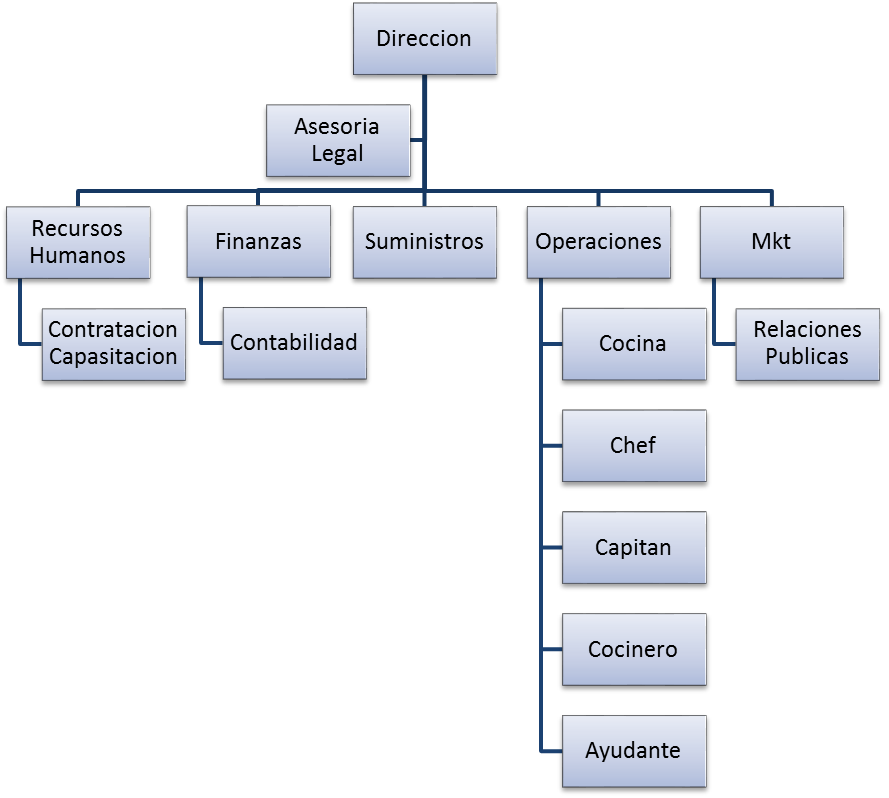 Direccion
Asesoria
Legal
Recursos
Humanos
Finanzas
Suministros
Operaciones
Mkt
Contratacion
Capasitacion
Contabilidad
Cocina
Relaciones
Publicas
Chef
Capitan
Cocinero
Ayudante